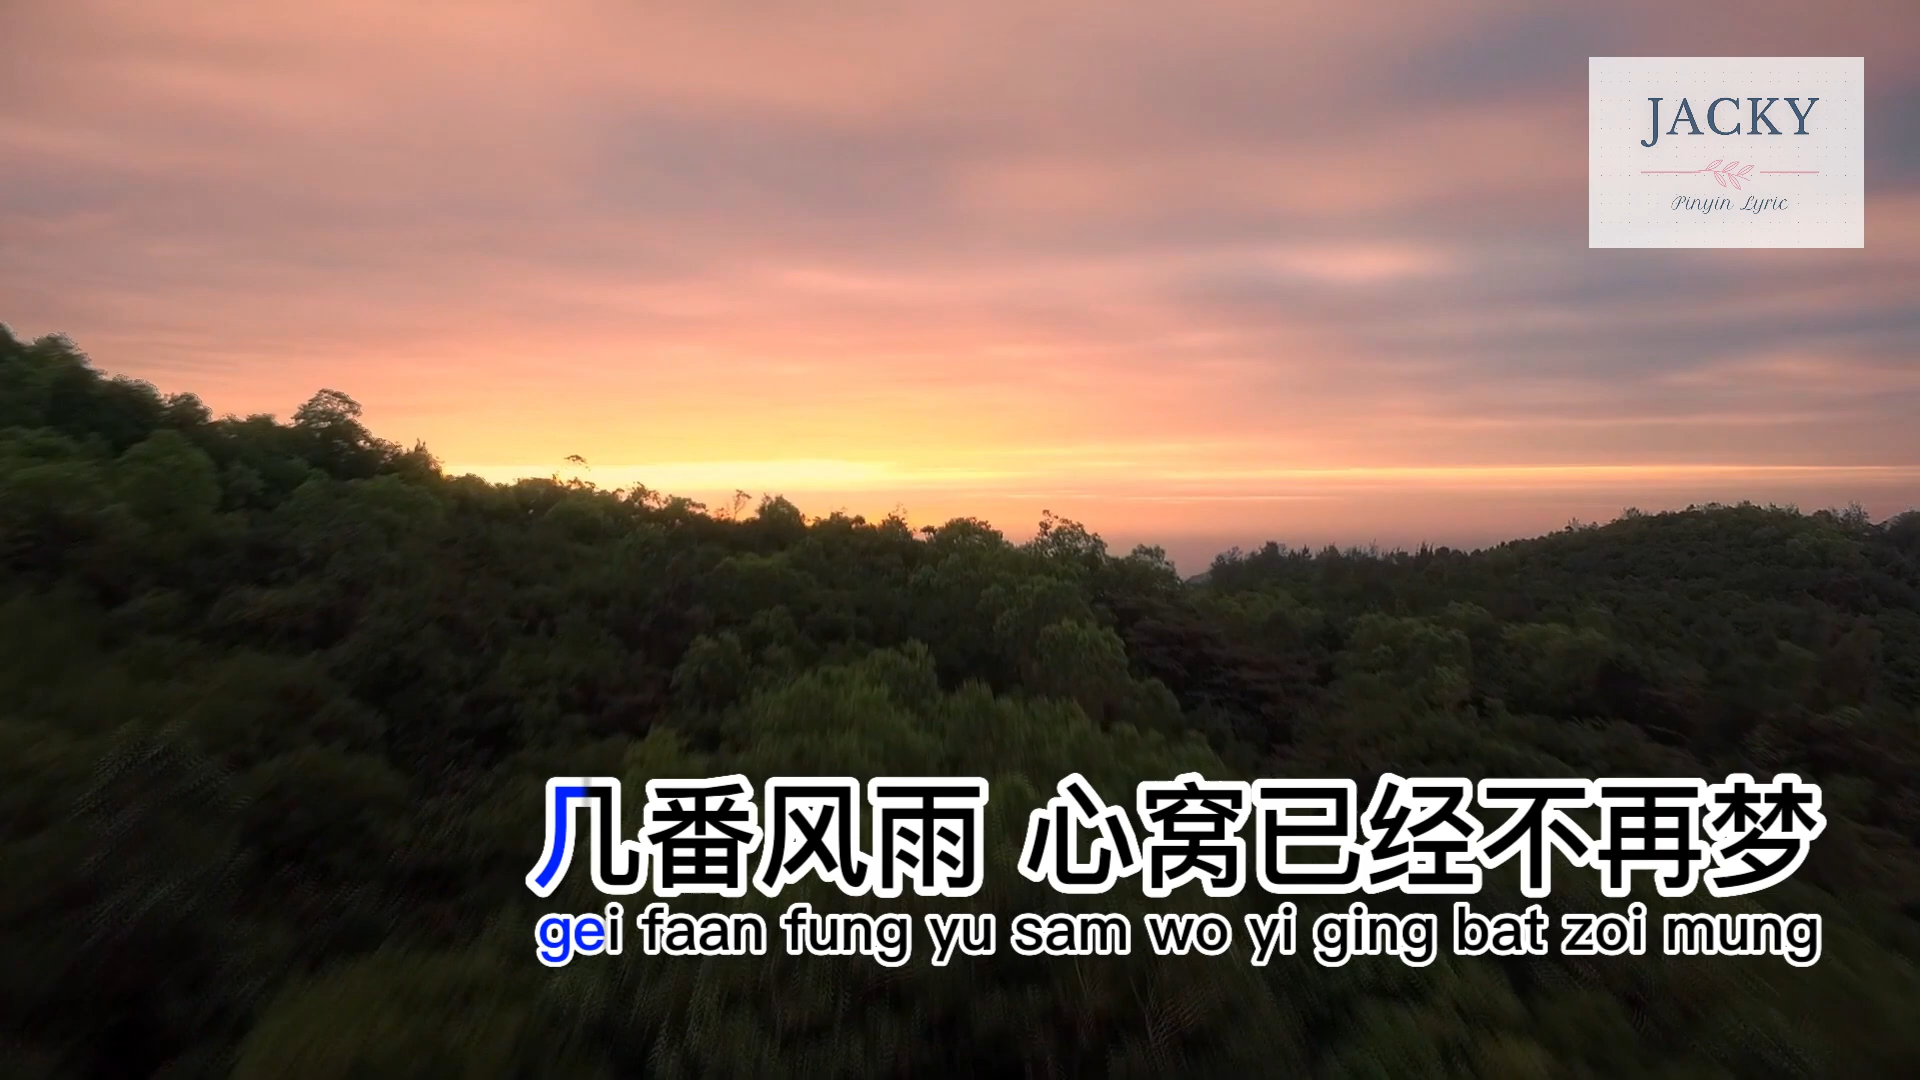 JACKY
Pinyin Lyric
几番风雨 心窝已经不再梦
gei faan fung yu sam wo yi ging bat zoi mung